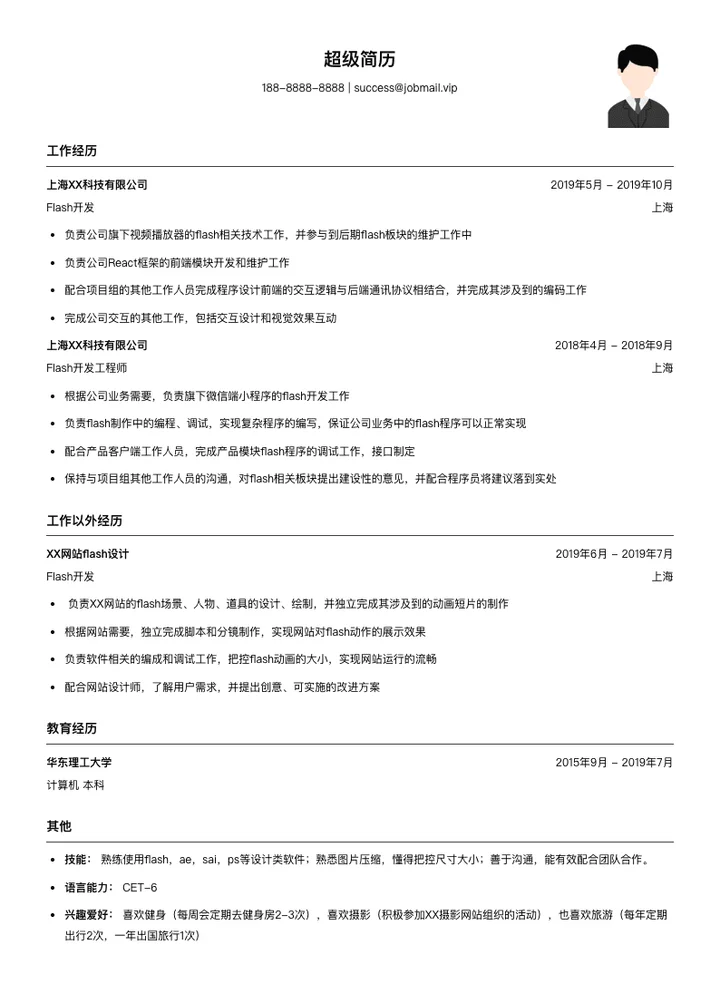 超级简历
188-8888-8888 | success@jobmail.vip
工作经历
上海XX科技有限公司 2019年5月 – 2019年10月
Flash开发 上海
• 负责公司旗下视频播放器的flash相关技术工作，并参与到后期flash板块的维护工作中
• 负责公司React框架的前端模块开发和维护工作
• 配合项目组的其他工作人员完成程序设计前端的交互逻辑与后端通讯协议相结合，并完成其涉及到的编码工作
• 完成公司交互的其他工作，包括交互设计和视觉效果互动
上海XX科技有限公司 2018年4月 – 2018年9月
Flash开发工程师 上海
• 根据公司业务需要，负责旗下微信端小程序的flash开发工作
• 负责flash制作中的编程、调试，实现复杂程序的编写，保证公司业务中的flash程序可以正常实现
• 配合产品客户端工作人员，完成产品模块flash程序的调试工作，接口制定
• 保持与项目组其他工作人员的沟通，对flash相关板块提出建设性的意见，并配合程序员将建议落到实处
工作以外经历
XX网站flash设计 2019年6月 – 2019年7月
Flash开发 上海
• 负责XX网站的flash场景、人物、道具的设计、绘制，并独立完成其涉及到的动画短片的制作
• 根据网站需要，独立完成脚本和分镜制作，实现网站对flash动作的展示效果
• 负责软件相关的编成和调试工作，把控flash动画的大小，实现网站运行的流畅
• 配合网站设计师，了解用户需求，并提出创意、可实施的改进方案
教育经历
华东理工大学 2015年9月 – 2019年7月
计算机 本科
其他
• 技能： 熟练使用flash，ae，sai，ps等设计类软件；熟悉图片压缩，懂得把控尺寸大小；善于沟通，能有效配合团队合作。
• 语言能力： CET-6
• 兴趣爱好： 喜欢健身（每周会定期去健身房2-3次），喜欢摄影（积极参加XX摄影网站组织的活动），也喜欢旅游（每年定期
出行2次，一年出国旅行1次）